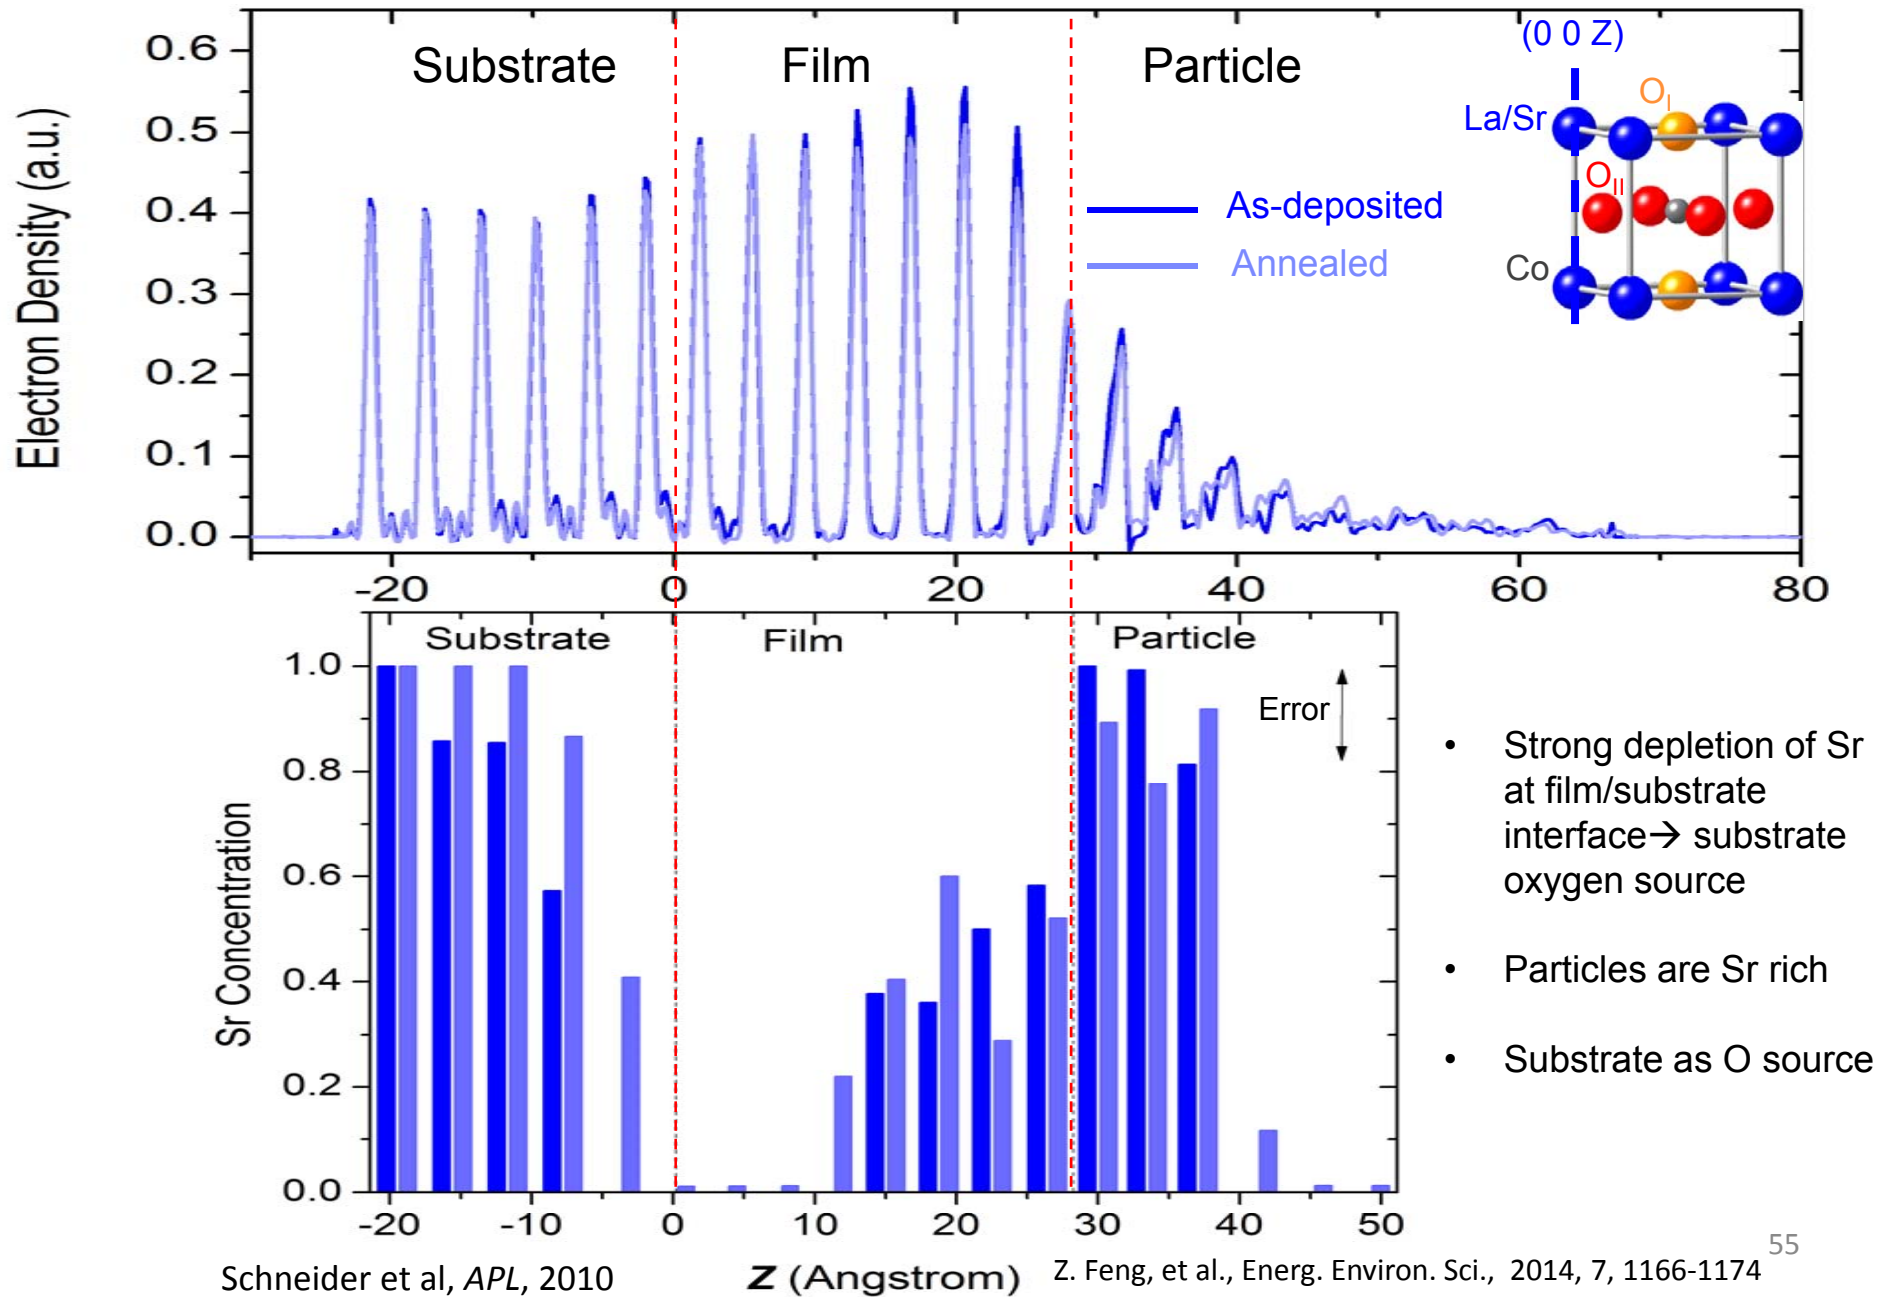 Substrate
Film
Particle
(0 0 Z)
O_I
La/Sr
O_II
Co
As-deposited
Annealed
Electron Density (a.u.)
0.6
0.5
0.4
0.3
0.2
0.1
0.0
-20
0
20
40
60
80
Substrate
Film
Particle
Error
Sr Concentration
1.0
0.8
0.6
0.4
0.2
0.0
-20
-10
0
10
20
30
40
50
Z (Angstrom)
• Strong depletion of Sr
at film/substrate
interface→ substrate
oxygen source
• Particles are Sr rich
• Substrate as O source
55
Schneider et al, APL, 2010
Z. Feng, et al., Energ. Environ. Sci., 2014, 7, 1166-1174